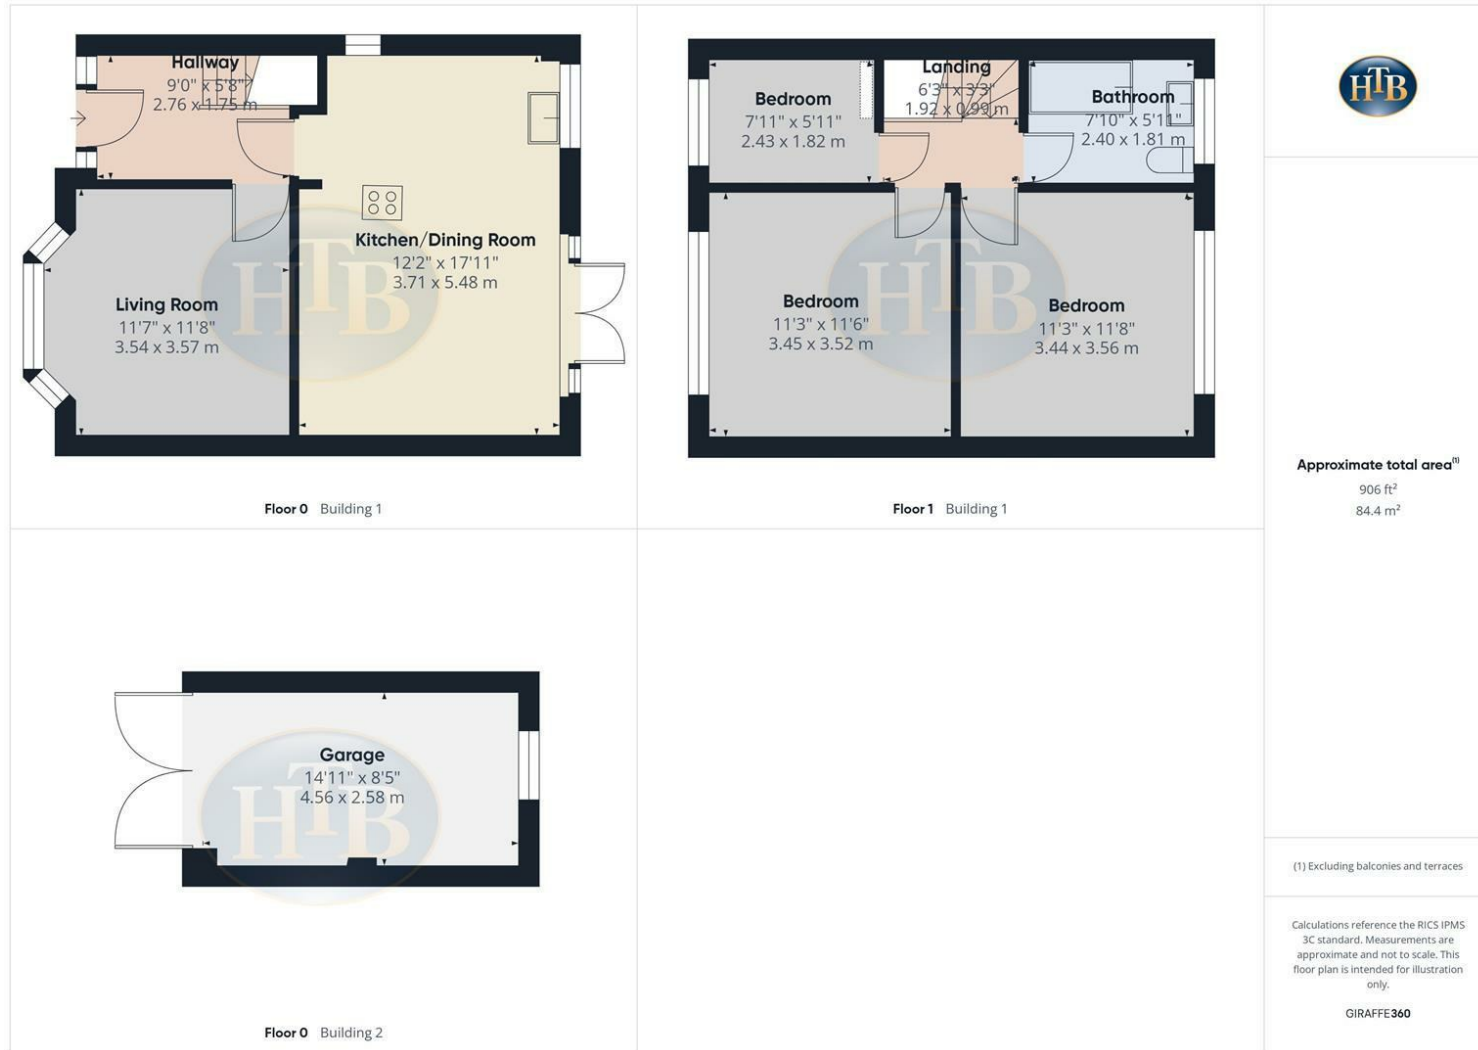 Hallway
9'0" x 5'8"
2.76 x 1.75 m
Kitchen/Dining Room
12'2" x 17'11"
3.71 x 5.48 m
Living Room
11'7" x 11'8"
3.54 x 3.57 m
HTB
Floor 0 Building 1
Bedroom
7'11" x 5'11"
2.43 x 1.82 m
Landing
6'3" x 3'3"
1.92 x 0.99 m
Bathroom
7'10" x 5'11"
2.40 x 1.81 m
Bedroom
11'3" x 11'6"
3.45 x 3.52 m
Bedroom
11'3" x 11'8"
3.44 x 3.56 m
HTB
Floor 1 Building 1
Garage
14'11" x 8'5"
4.56 x 2.58 m
HTB
Floor 0 Building 2
HTB
Approximate total area⁽¹⁾
906 ft²
84.4 m²
(1) Excluding balconies and terraces
Calculations reference the RICS IPMS
3C standard. Measurements are
approximate and not to scale. This
floor plan is intended for illustration
only.
GIRAFFE360